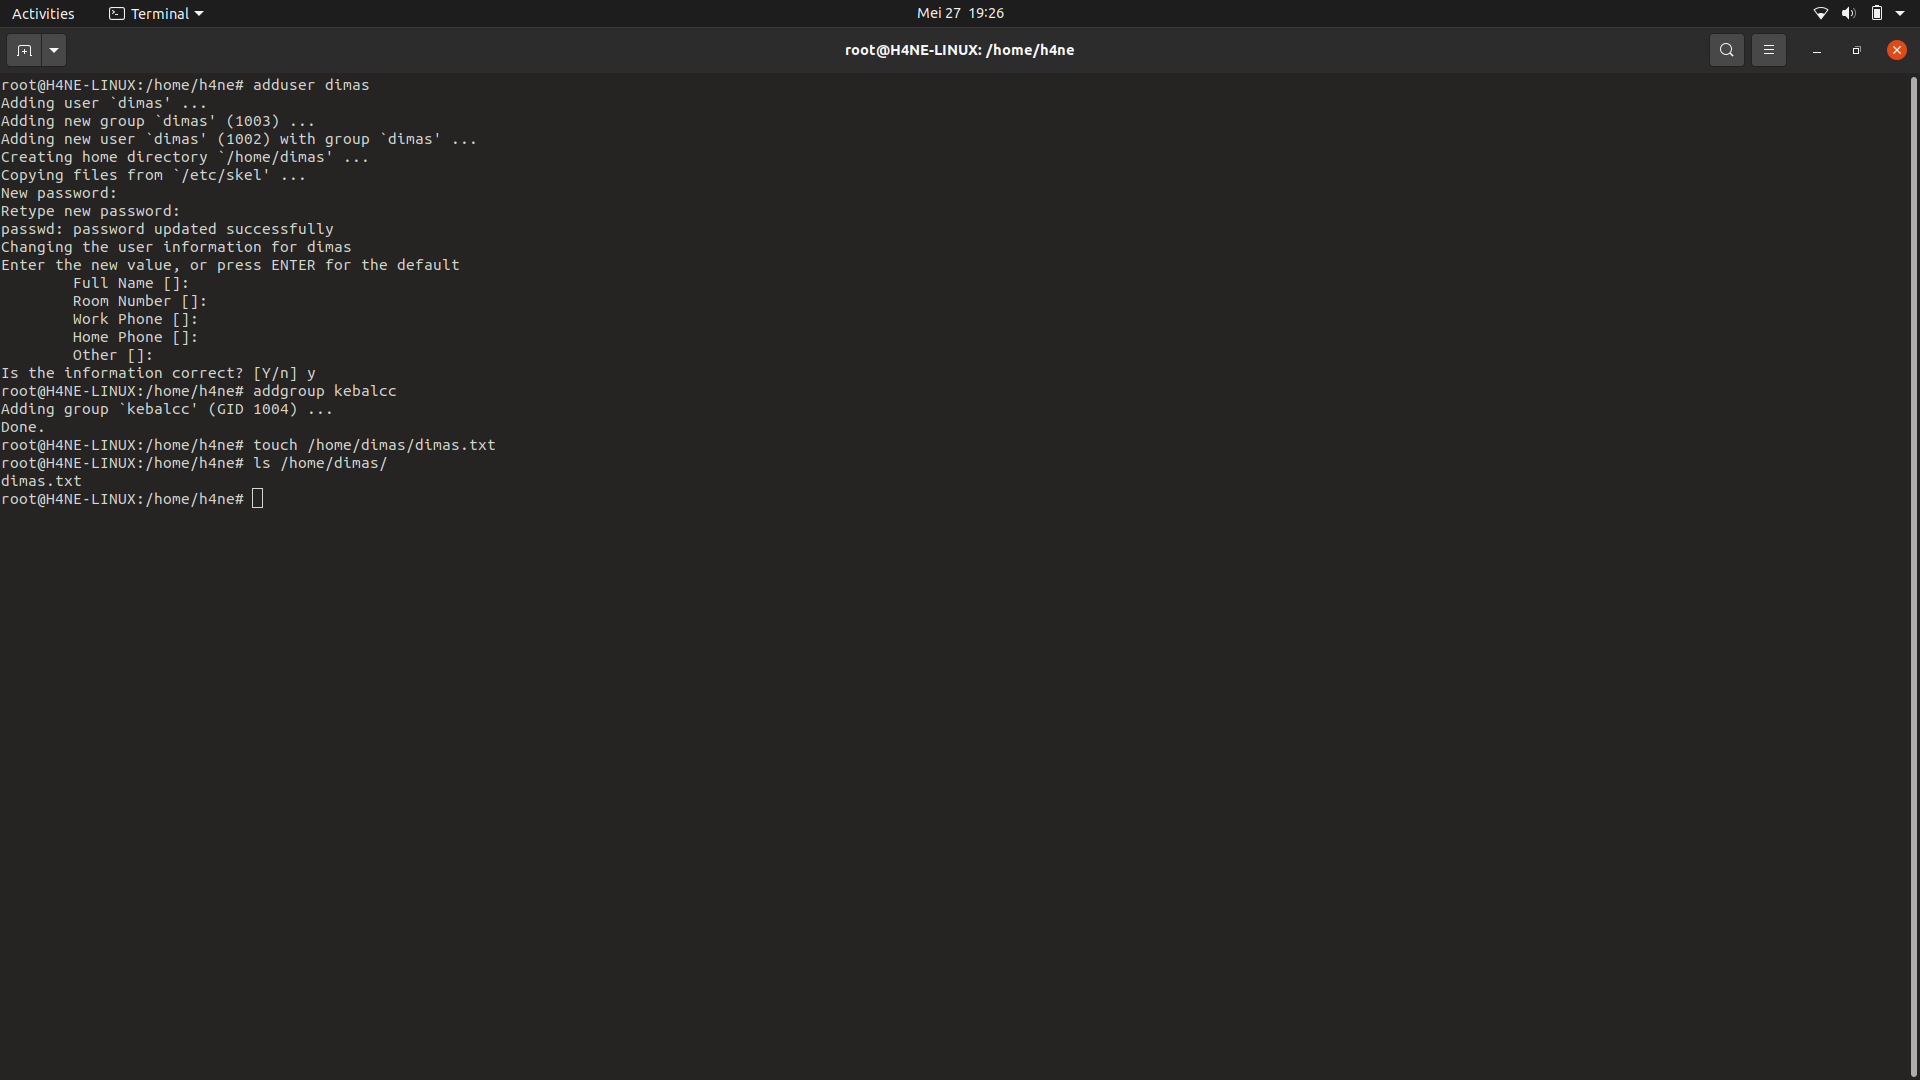 Activities
Terminal
Mei 27 19:26
root@H4NE-LINUX: /home/h4ne
root@H4NE-LINUX:/home/h4ne# adduser dimas
Adding user `dimas' ...
Adding new group `dimas' (1003) ...
Adding new user `dimas' (1002) with group `dimas' ...
Creating home directory `/home/dimas' ...
Copying files from `/etc/skel' ...
New password:
Retype new password:
passwd: password updated successfully
Changing the user information for dimas
Enter the new value, or press ENTER for the default
        Full Name []:
        Room Number []:
        Work Phone []:
        Home Phone []:
        Other []:
Is the information correct? [Y/n] y
root@H4NE-LINUX:/home/h4ne# addgroup kebalcc
Adding group `kebalcc' (GID 1004) ...
Done.
root@H4NE-LINUX:/home/h4ne# touch /home/dimas/dimas.txt
root@H4NE-LINUX:/home/h4ne# ls /home/dimas/
dimas.txt
root@H4NE-LINUX:/home/h4ne#